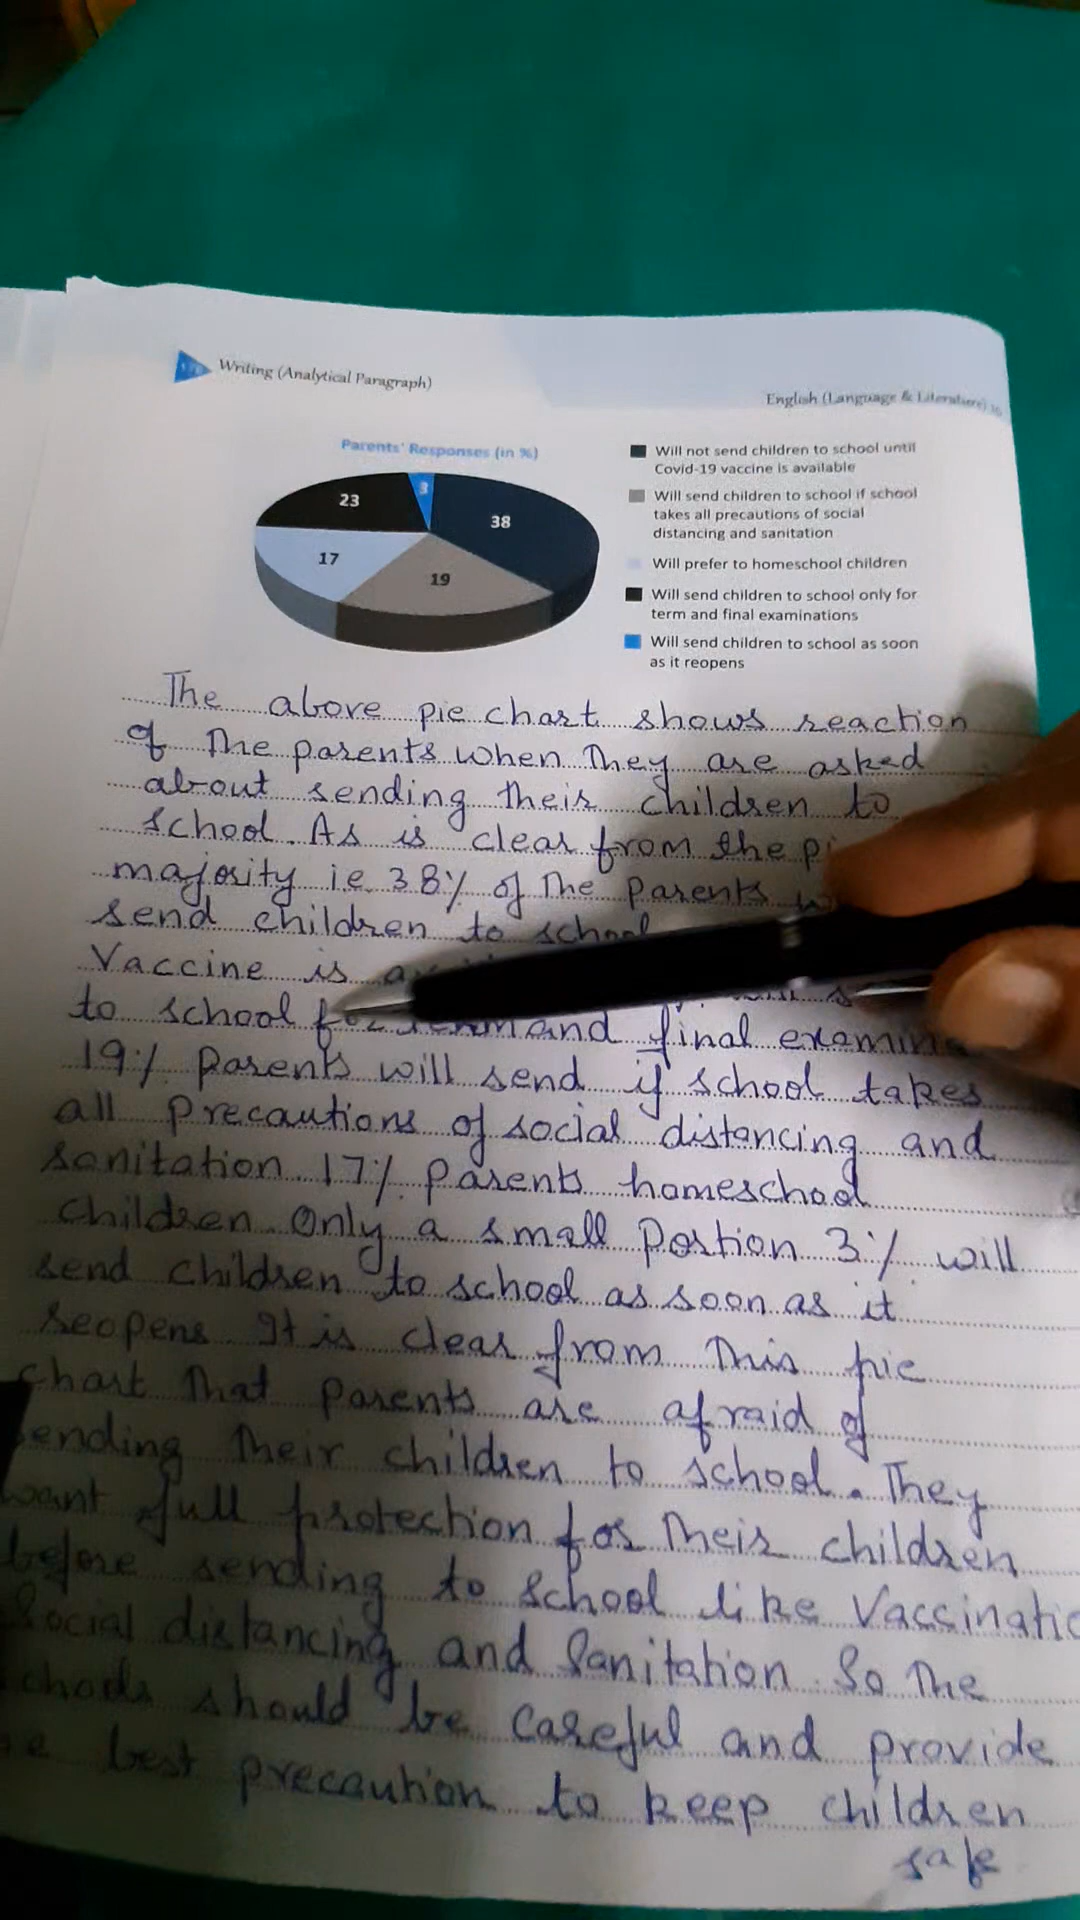 Writing (Analytical Paragraph)
English (Language & Literature)
Parents' Responses (in %)
23
3
38
17
19
Will not send children to school until
Covid-19 vaccine is available
Will send children to school if school
takes all precautions of social
distancing and sanitation
Will prefer to homeschool children
Will send children to school only for
term and final examinations
Will send children to school as soon
as it reopens
The above pie chart shows reaction
of the parents when they are asked
about sending their children to
school. As is clear from the
majority ie. 38% of the parents
send children to school
Vaccine is
to school and final
19% Parents will send if school takes
all precautions of social distancing and
sanitation. 17% Parents homeschool
children. Only a small Portion 3% will
send children to school as soon as it
reopens. It is clear from this pie
chart that parents are afraid of
sending their children to school. They
want full protection for their children
before sending to school like
Social distancing and Sanitation. So the
should be careful and provide
best precaution to keep children
safe